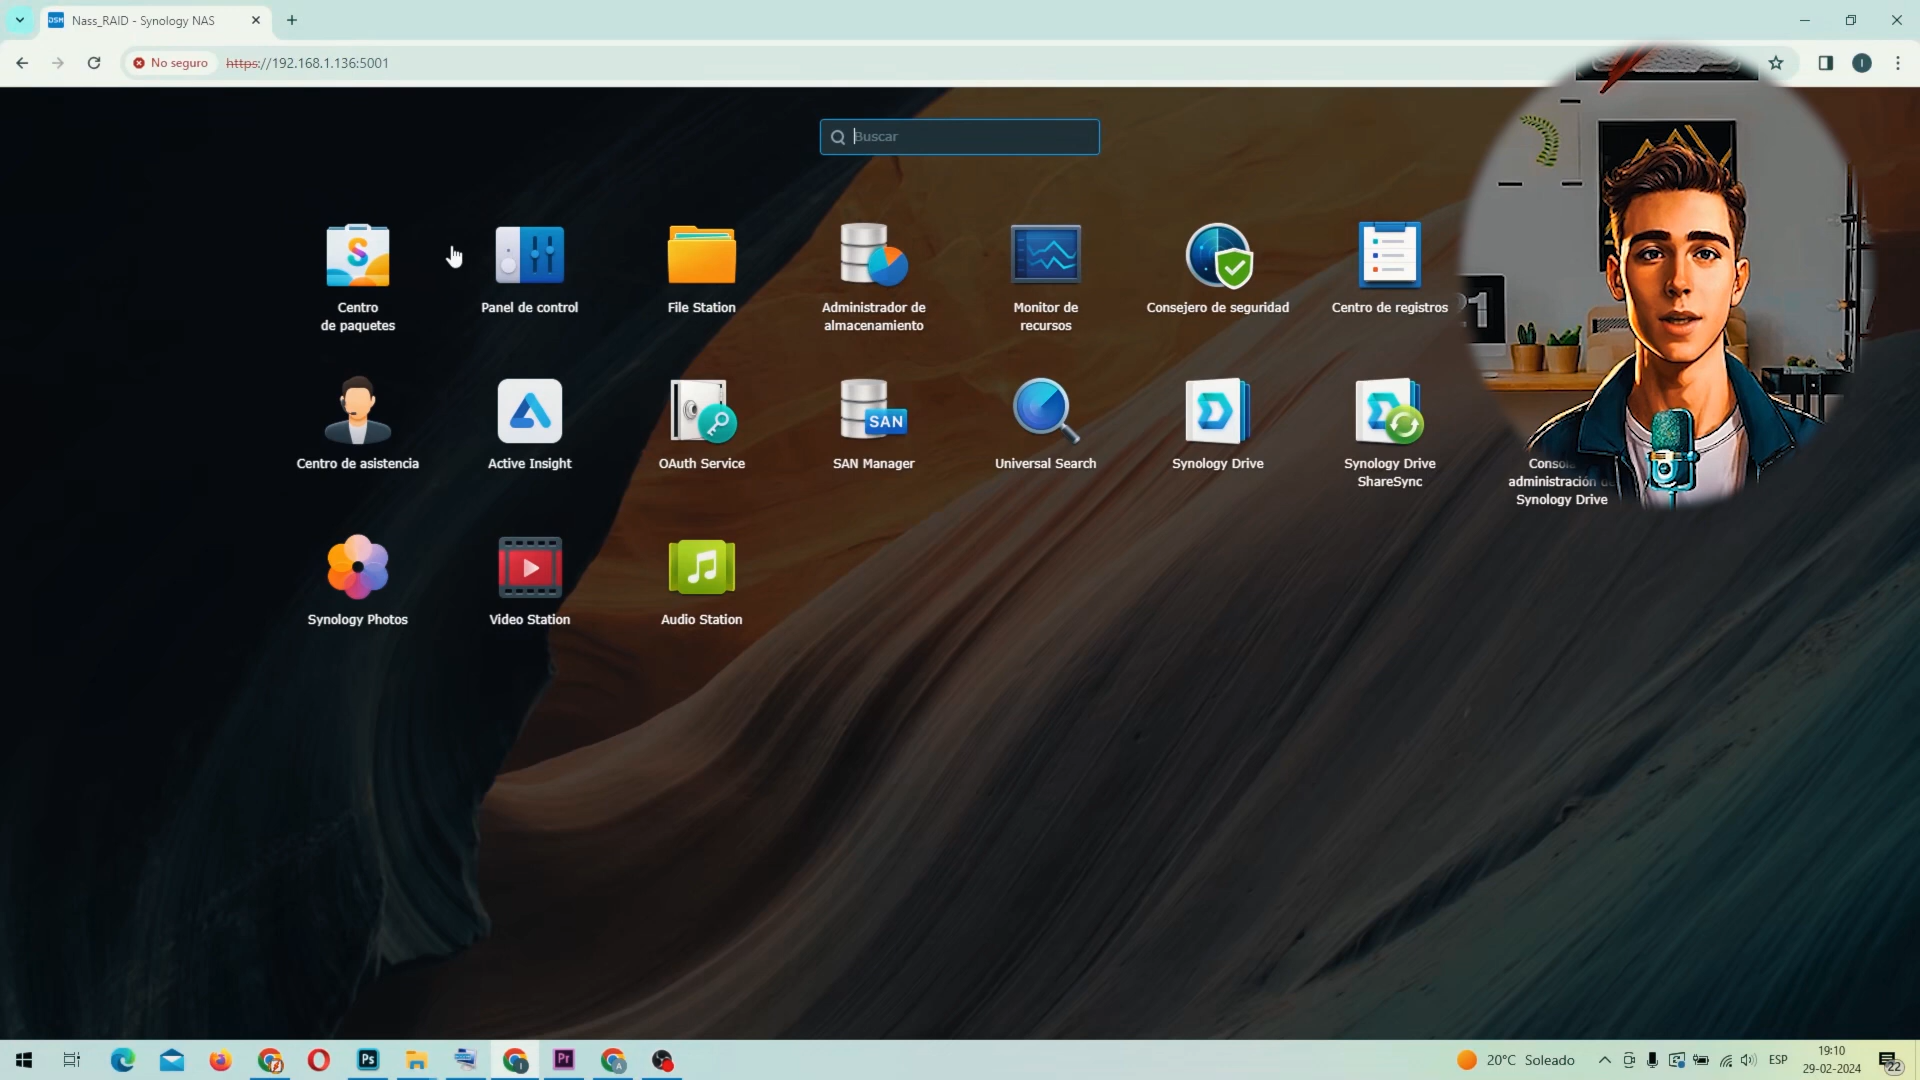 Nass_RAID - Synology NAS
No seguro
https://192.168.1.136:5001
Buscar
Centro
de paquetes
Panel de control
File Station
Administrador de
almacenamiento
Monitor de
recursos
Consejero de seguridad
Centro de registros
Centro de asistencia
Active Insight
OAuth Service
SAN
SAN Manager
Universal Search
Synology Drive
Synology Drive
ShareSync
administración
Synology Drive
Synology Photos
Video Station
Audio Station
Ps
Pr
20°C Soleado
ESP
19:10
29-02-2024
22